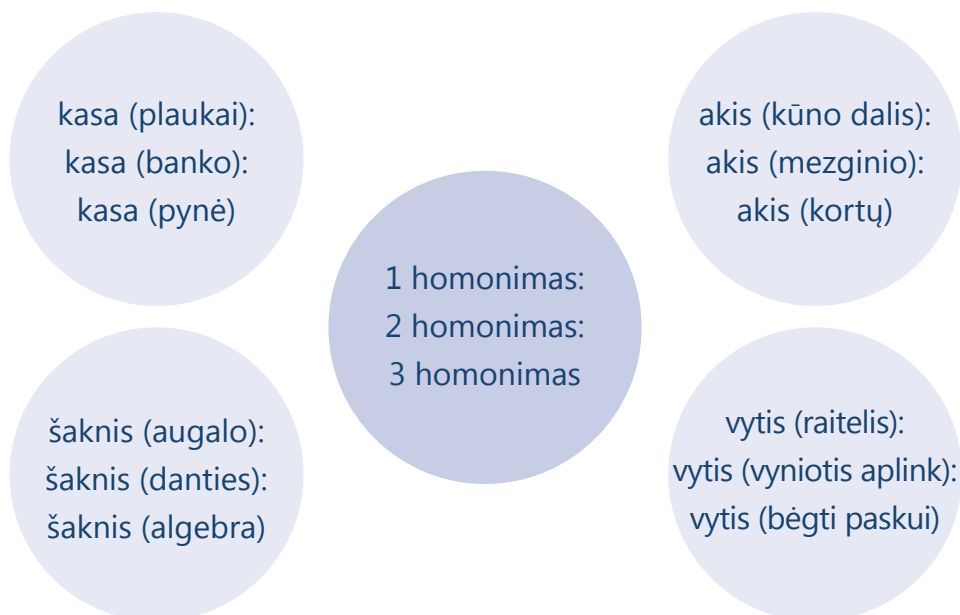 kasa (plaukai):
kasa (banko):
kasa (pynė)
akis (kūno dalis):
akis (mezginio):
akis (kortų)
1 homonimas:
2 homonimas:
3 homonimas
šaknis (augalo):
šaknis (danties):
šaknis (algebra)
vytis (raitelis):
vytis (vyniotis aplink):
vytis (bėgti paskui)